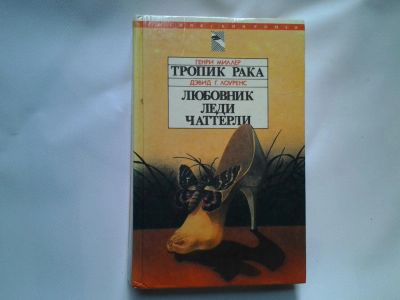 ГЕНРИ МИЛЛЕР
ТРОПИК РАКА
ДЭВИД Г. ЛОУРЕНС
ЛЮБОВНИК
ЛЕДИ
ЧАТТЕРЛИ